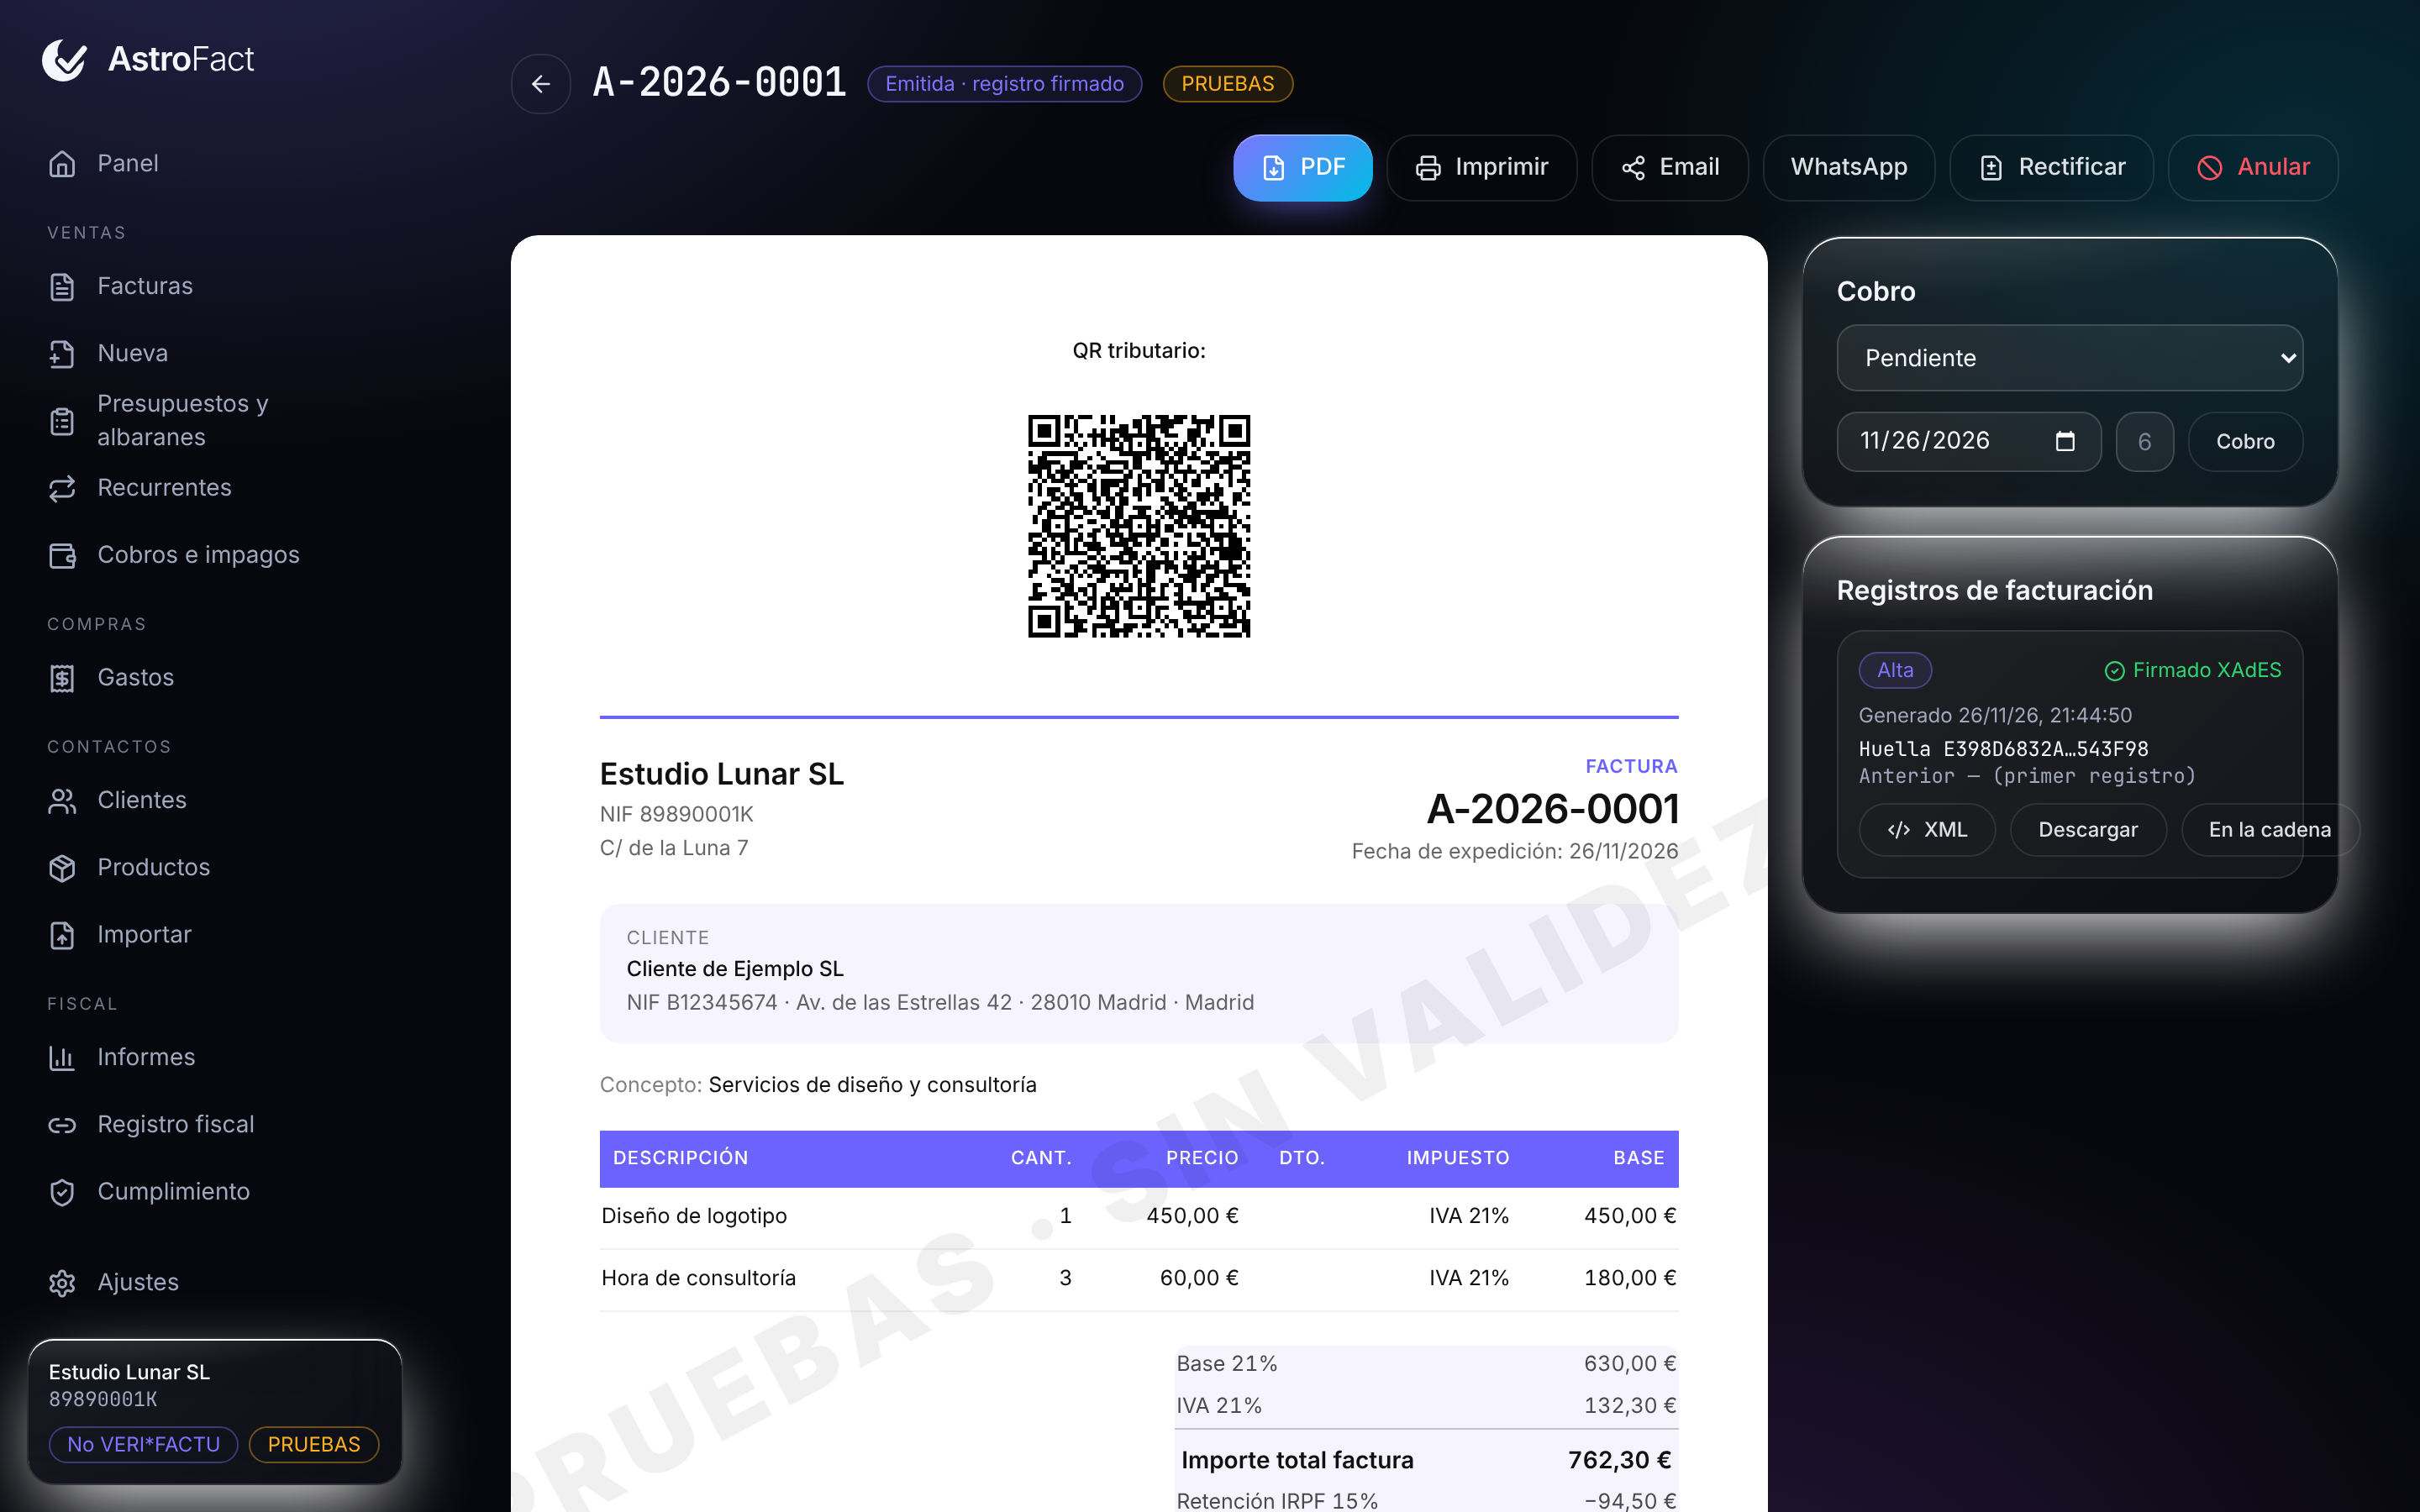 AstroFact
Panel
VENTAS
Facturas
Nueva
Presupuestos y
albaranes
Recurrentes
Cobros e impagos
COMPRAS
Gastos
CONTACTOS
Clientes
Productos
Importar
FISCAL
Informes
Registro fiscal
Cumplimiento
Ajustes
Estudio Lunar SL
89890001K
No VERI*FACTU PRUEBAS
A-2026-0001 Emitida · registro firmado PRUEBAS
PDF Imprimir Email WhatsApp Rectificar Anular
QR tributario:
Estudio Lunar SL
NIF 89890001K
C/ de la Luna 7
FACTURA
A-2026-0001
Fecha de expedición: 26/11/2026
CLIENTE
Cliente de Ejemplo SL
NIF B12345674 · Av. de las Estrellas 42 · 28010 Madrid · Madrid
Concepto: Servicios de diseño y consultoría
DESCRIPCIÓN CANT. PRECIO DTO. IMPUESTO BASE
Diseño de logotipo 1 450,00 € IVA 21% 450,00 €
Hora de consultoría 3 60,00 € IVA 21% 180,00 €
Base 21% 630,00 €
IVA 21% 132,30 €
Importe total factura 762,30 €
Retención IRPF 15% −94,50 €
PRUEBAS · SIN VALIDEZ
Cobro
Pendiente
11/26/2026 6 Cobro
Registros de facturación
Alta Firmado XAdES
Generado 26/11/26, 21:44:50
Huella E398D6832A…543F98
Anterior — (primer registro)
</> XML Descargar En la cadena